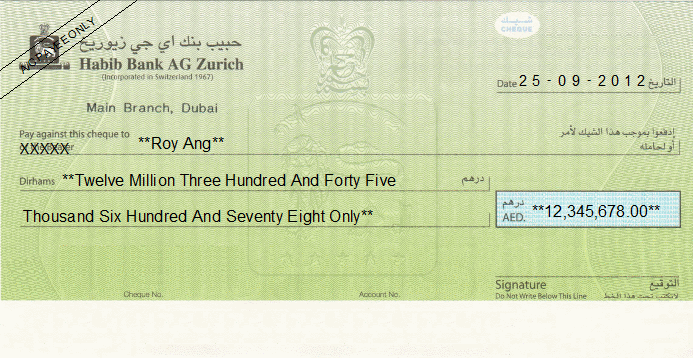 شيك
CHEQUE
A/C PAYEE ONLY
حبيب بنك اي جي زيوريخ
Habib Bank AG Zurich
(Incorporated in Switzerland 1967)
Main Branch, Dubai
Date 25-09-2012 التاريخ
Pay against this cheque to **Roy Ang** إدفعوا بموجب هذا الشيك لأمر
XXXXX أو لحامله
Dirhams **Twelve Million Three Hundred And Forty Five درهم
Thousand Six Hundred And Seventy Eight Only**
درهم
AED. **12,345,678.00**
Signature التوقيع
Do Not Write Below This Line لاتكتب تحت هذا الخط
Cheque No. Account No.